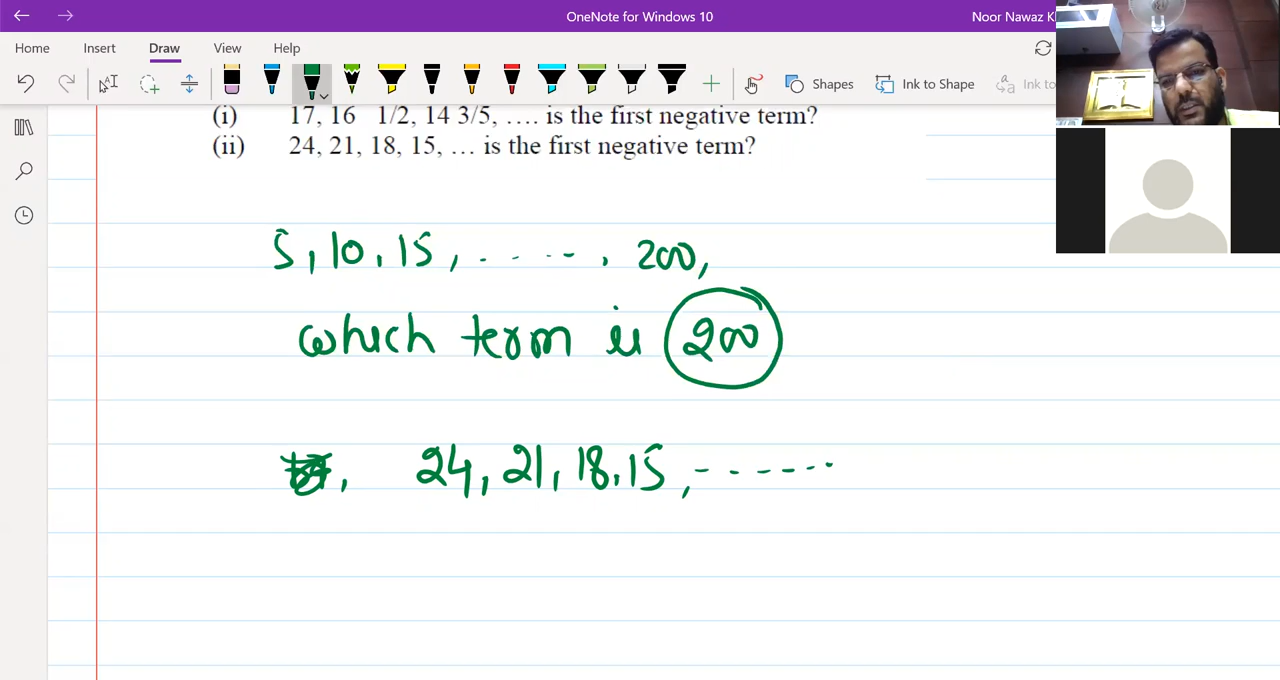 OneNote for Windows 10
Noor Nawaz K
Home Insert Draw View Help
Shapes Ink to Shape Ink to
(i) 17, 16 1/2, 14 3/5, .... is the first negative term?
(ii) 24, 21, 18, 15, ... is the first negative term?
5, 10, 15, ......, 200,
which term is 200
, 24, 21, 18, 15, -------